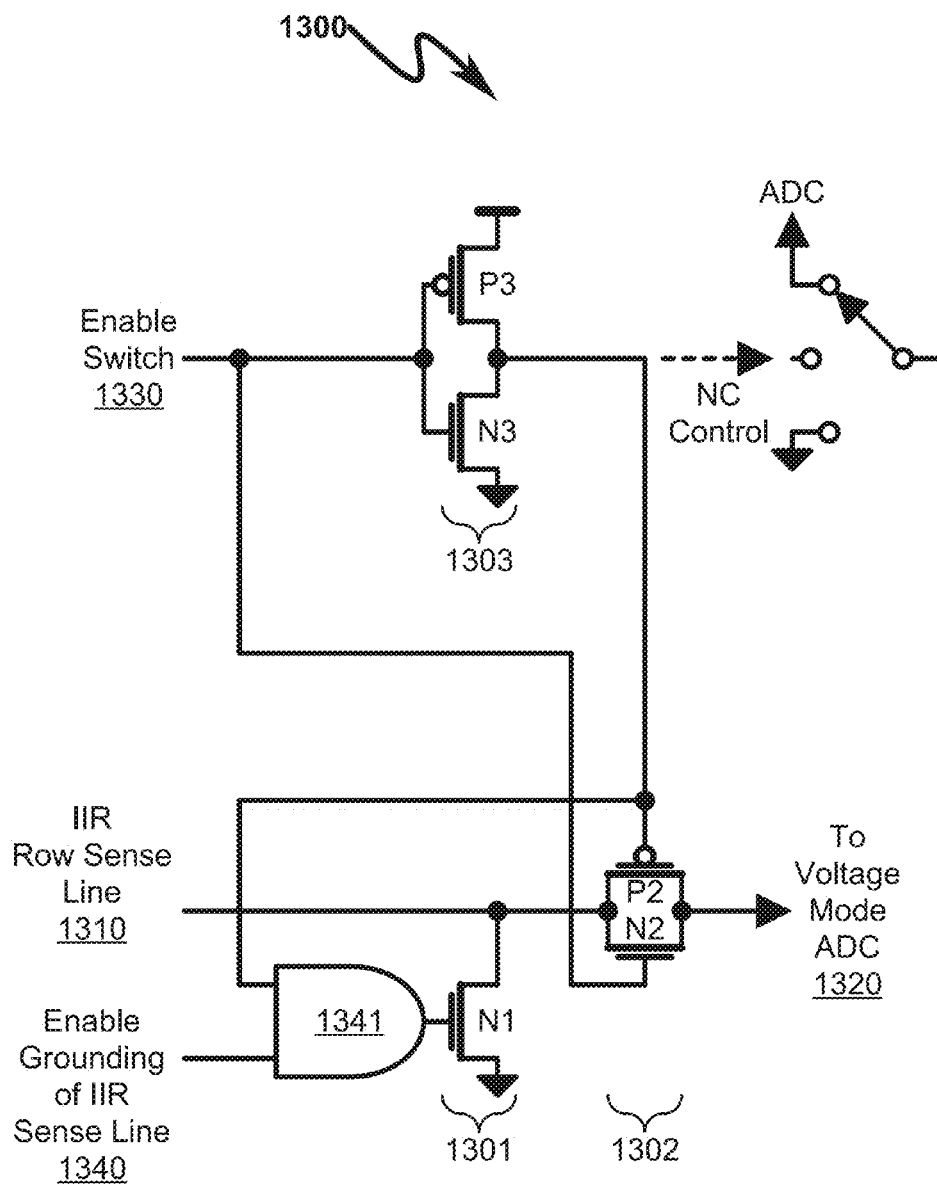 1300
ADC
P3
Enable
Switch
1330
NC
Control
N3
1303
IIR
Row Sense
Line
1310
P2
N2
To
Voltage
Mode
ADC
1320
1341
N1
Enable
Grounding
of IIR
Sense Line
1340
1301
1302